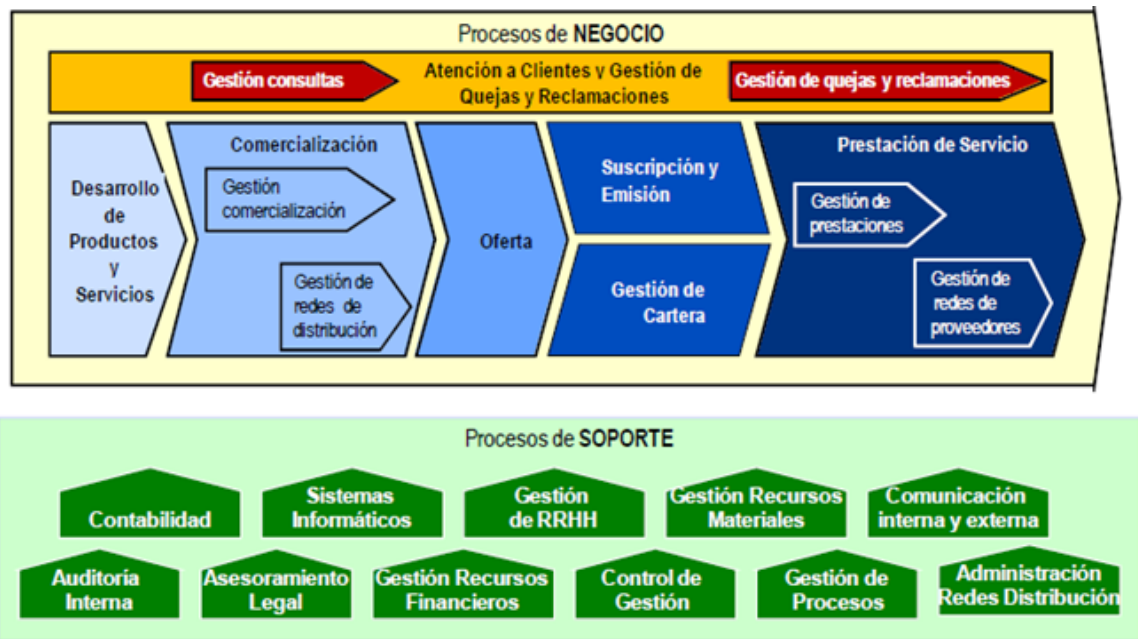 Procesos de NEGOCIO
Gestión consultas
Atención a Clientes y Gestión de
Quejas y Reclamaciones
Gestión de quejas y reclamaciones
Desarrollo
de
Productos
y
Servicios
Comercialización
Gestión
comercialización
Gestión de
redes de
distribución
Oferta
Suscripción y
Emisión
Gestión de
Cartera
Prestación de Servicio
Gestión de
prestaciones
Gestión de
redes de
proveedores
Procesos de SOPORTE
Contabilidad
Sistemas
Informáticos
Gestión
de RRHH
Gestión Recursos
Materiales
Comunicación
interna y externa
Auditoría
Interna
Asesoramiento
Legal
Gestión Recursos
Financieros
Control de
Gestión
Gestión de
Procesos
Administración
Redes Distribución